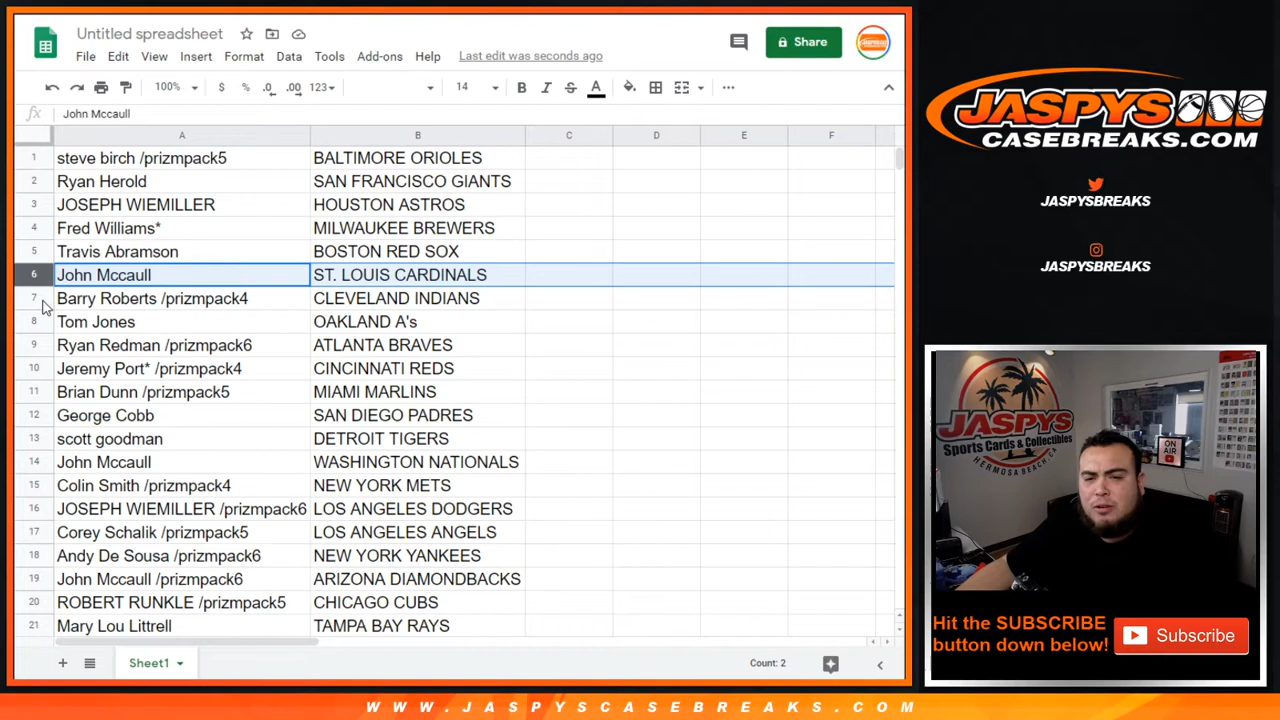 Untitled spreadsheet
File Edit View Insert Format Data Tools Add-ons Help Last edit was seconds ago
Share
100% $ % .0 .00 123 14 B I S A
fx John Mccaull
A B C D E F
1 steve birch /prizmpack5 BALTIMORE ORIOLES
2 Ryan Herold SAN FRANCISCO GIANTS
3 JOSEPH WIEMILLER HOUSTON ASTROS
4 Fred Williams* MILWAUKEE BREWERS
5 Travis Abramson BOSTON RED SOX
6 John Mccaull ST. LOUIS CARDINALS
7 Barry Roberts /prizmpack4 CLEVELAND INDIANS
8 Tom Jones OAKLAND A's
9 Ryan Redman /prizmpack6 ATLANTA BRAVES
10 Jeremy Port* /prizmpack4 CINCINNATI REDS
11 Brian Dunn /prizmpack5 MIAMI MARLINS
12 George Cobb SAN DIEGO PADRES
13 scott goodman DETROIT TIGERS
14 John Mccaull WASHINGTON NATIONALS
15 Colin Smith /prizmpack4 NEW YORK METS
16 JOSEPH WIEMILLER /prizmpack6 LOS ANGELES DODGERS
17 Corey Schalik /prizmpack5 LOS ANGELES ANGELS
18 Andy De Sousa /prizmpack6 NEW YORK YANKEES
19 John Mccaull /prizmpack6 ARIZONA DIAMONDBACKS
20 ROBERT RUNKLE /prizmpack5 CHICAGO CUBS
21 Mary Lou Littrell TAMPA BAY RAYS
Sheet1
Count: 2
JASPYS
CASEBREAKS.COM
JASPYSBREAKS
JASPYSBREAKS
JASPYS
Sports Cards & Collectibles
HERMOSA BEACH, CA
ON
AIR
Hit the SUBSCRIBE
button down below!
Subscribe
WWW.JASPYSCASEBREAKS.COM